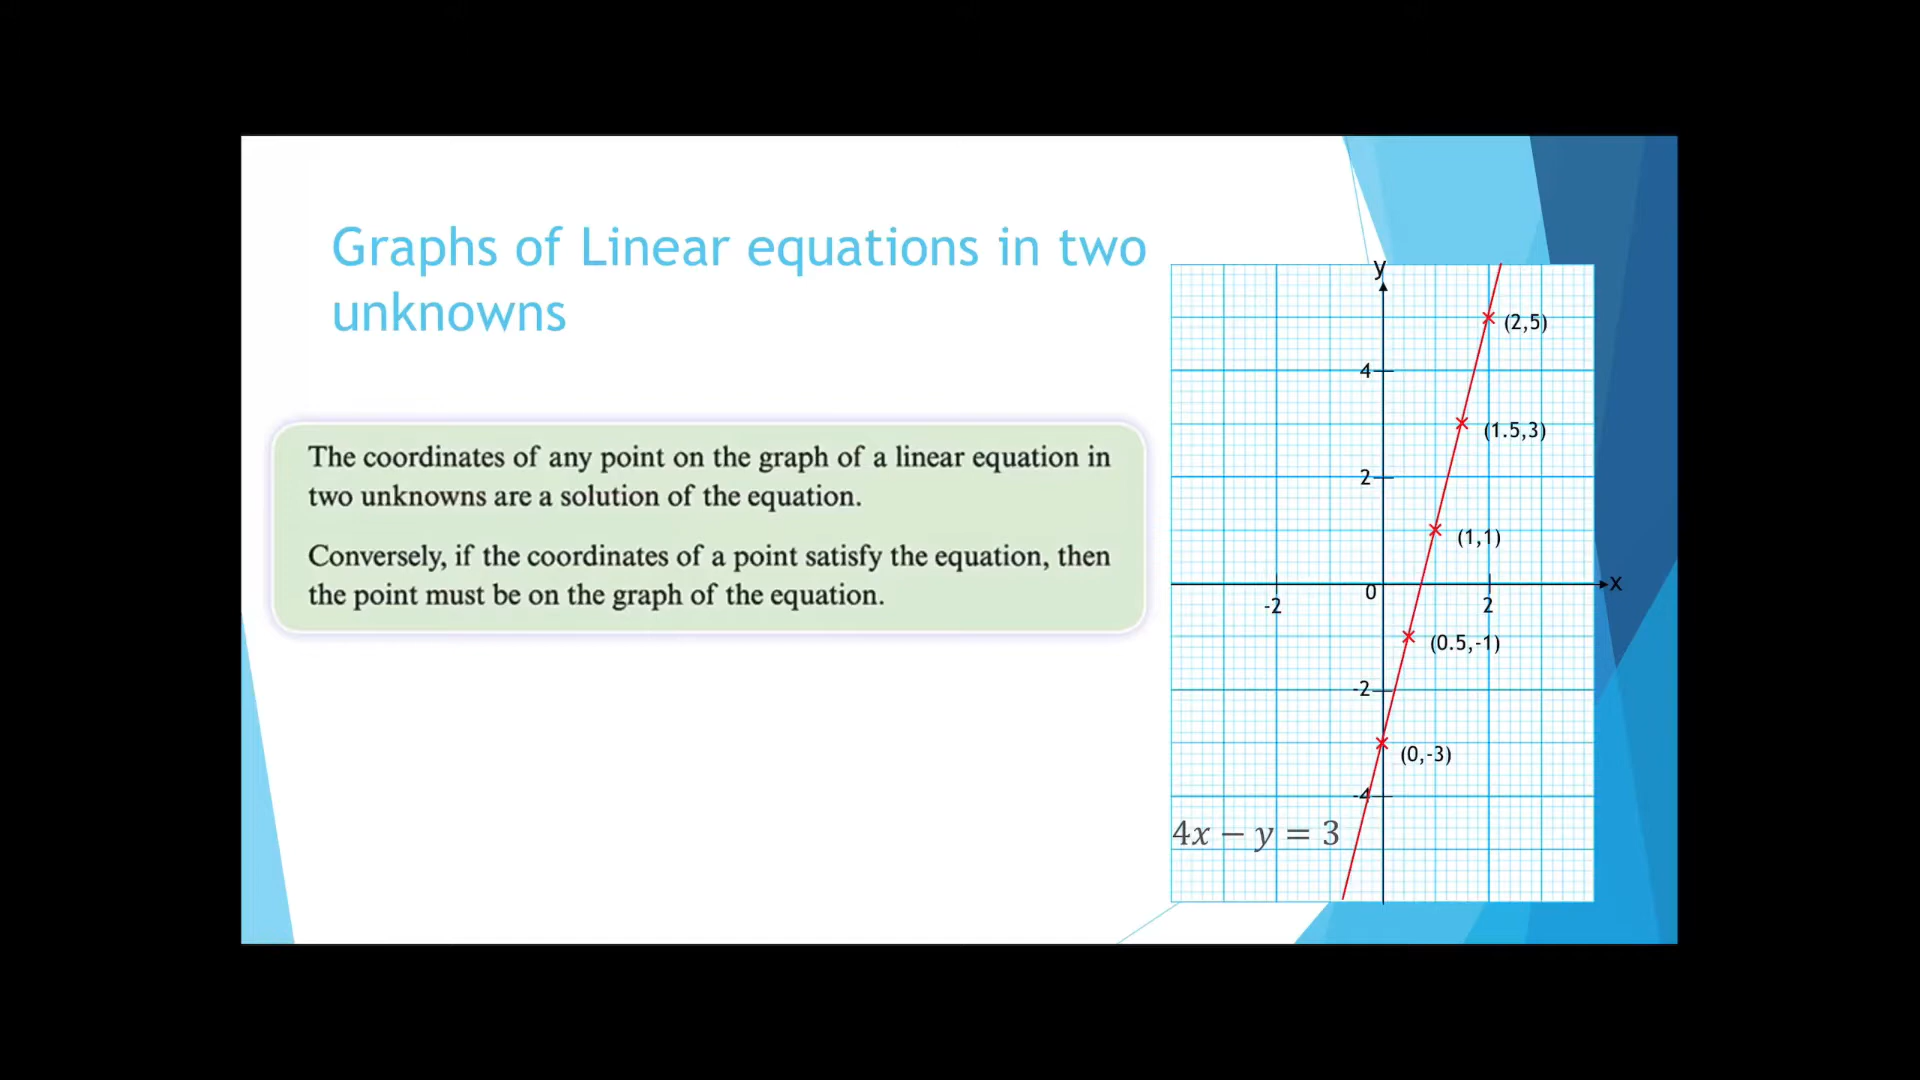 Graphs of Linear equations in two
unknowns
The coordinates of any point on the graph of a linear equation in
two unknowns are a solution of the equation.
Conversely, if the coordinates of a point satisfy the equation, then
the point must be on the graph of the equation.
y
(2,5)
4
(1.5,3)
2
(1,1)
x
0
-2
2
(0.5,-1)
-2
(0,-3)
-4
4x − y = 3